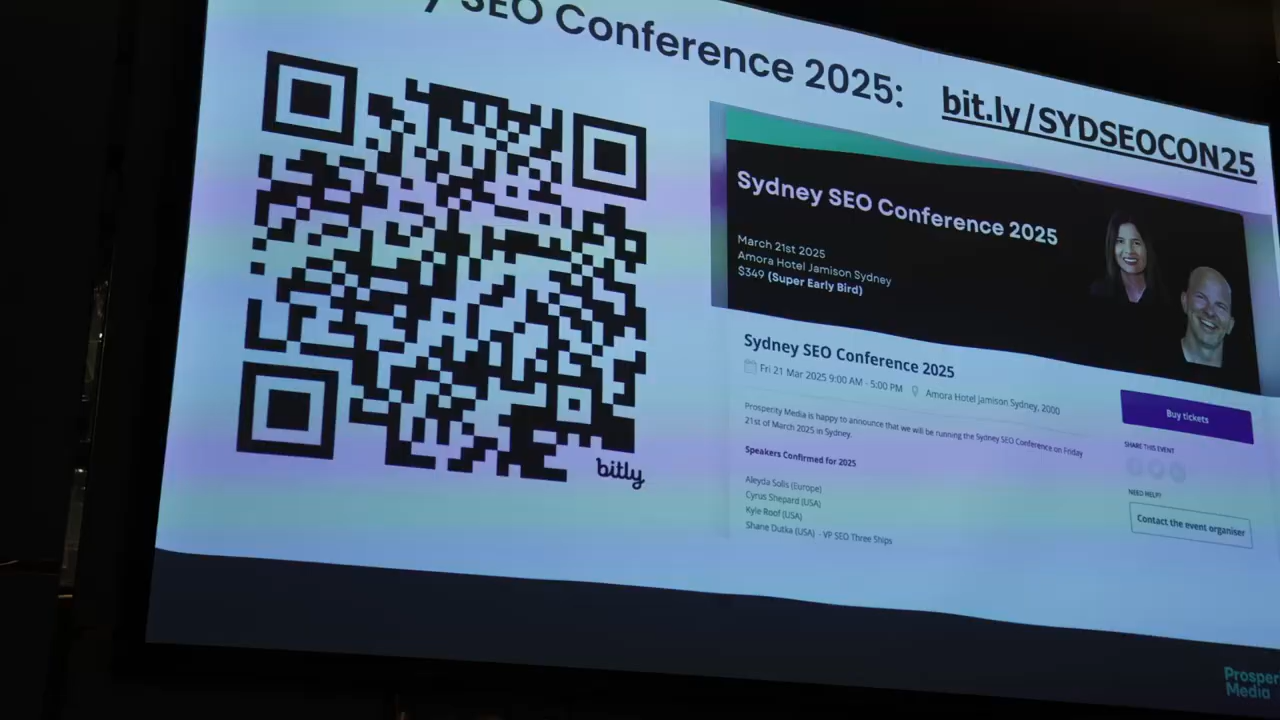 SEO Conference 2025:
bit.ly/SYDSEOCON25
bitly
Sydney SEO Conference 2025
March 21st 2025
Amora Hotel Jamison Sydney
$349 (Super Early Bird)
Sydney SEO Conference 2025
Fri 21 Mar 2025 9:00 AM - 5:00 PM
Amora Hotel Jamison Sydney, 2000
Prosperity Media is happy to announce that we will be running the Sydney SEO Conference on Friday
21st of March 2025 in Sydney.
Speakers Confirmed for 2025
Aleyda Solis (Europe)
Cyrus Shepard (USA)
Kyle Roof (USA)
Shane Dutka (USA) - VP SEO Three Ships
Buy tickets
SHARE THIS EVENT
NEED HELP?
Contact the event organiser
Prosper
Media